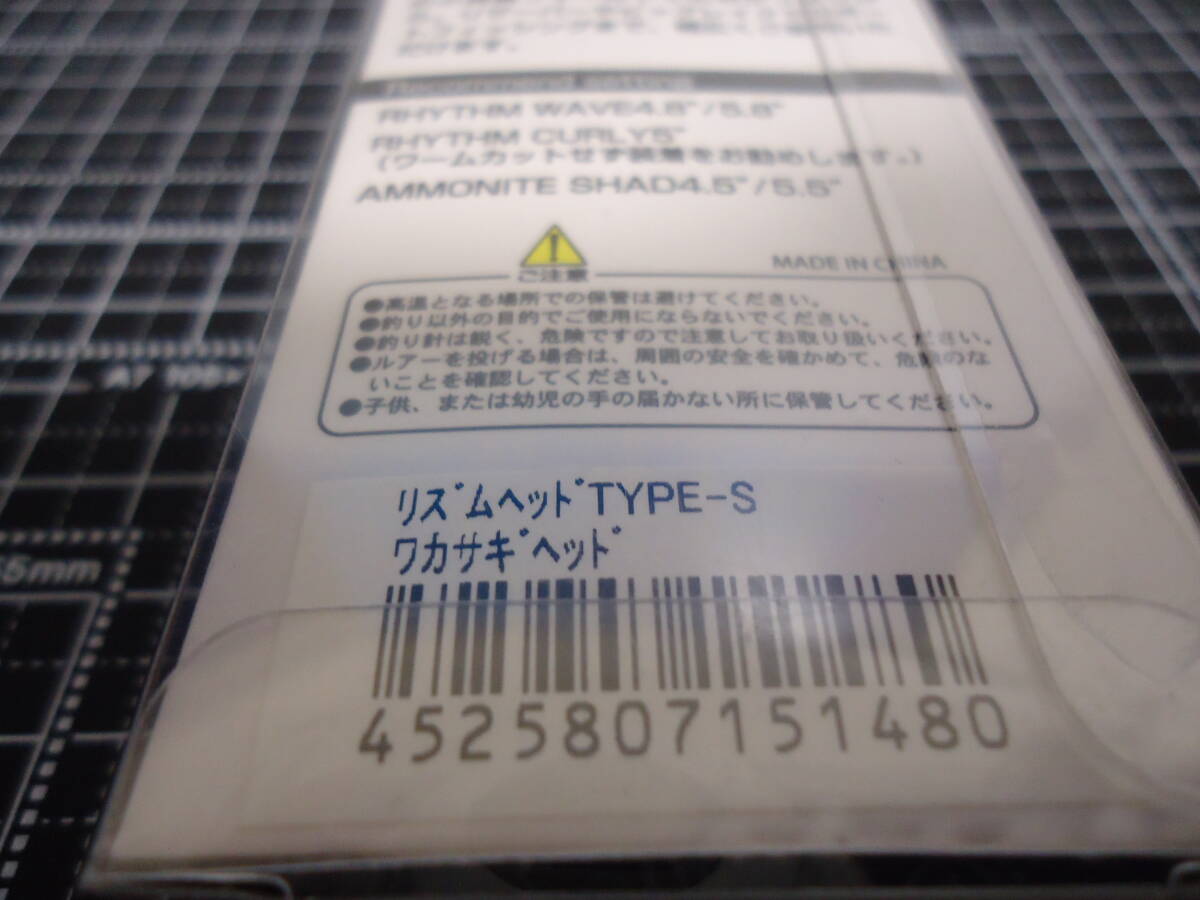 だけます。
Recommend setting
RHYTHM WAVE4.8"/5.8"
RHYTHM CURLY5"
(ワームカットせず装着をお勧めします。)
AMMONITE SHAD4.5"/5.5"
ご注意
MADE IN CHINA
●高温となる場所での保管は避けてください。
●釣り以外の目的でご使用にならないでください。
●釣り針は鋭く、危険ですので注意してお取り扱いください。
●ルアーを投げる場合は、周囲の安全を確かめて、危険のな
いことを確認してください。
●子供、または幼児の手の届かない所に保管してください。
A7 105
リズムヘッドTYPE-S
ワカサギヘッド
55mm
4525807151480